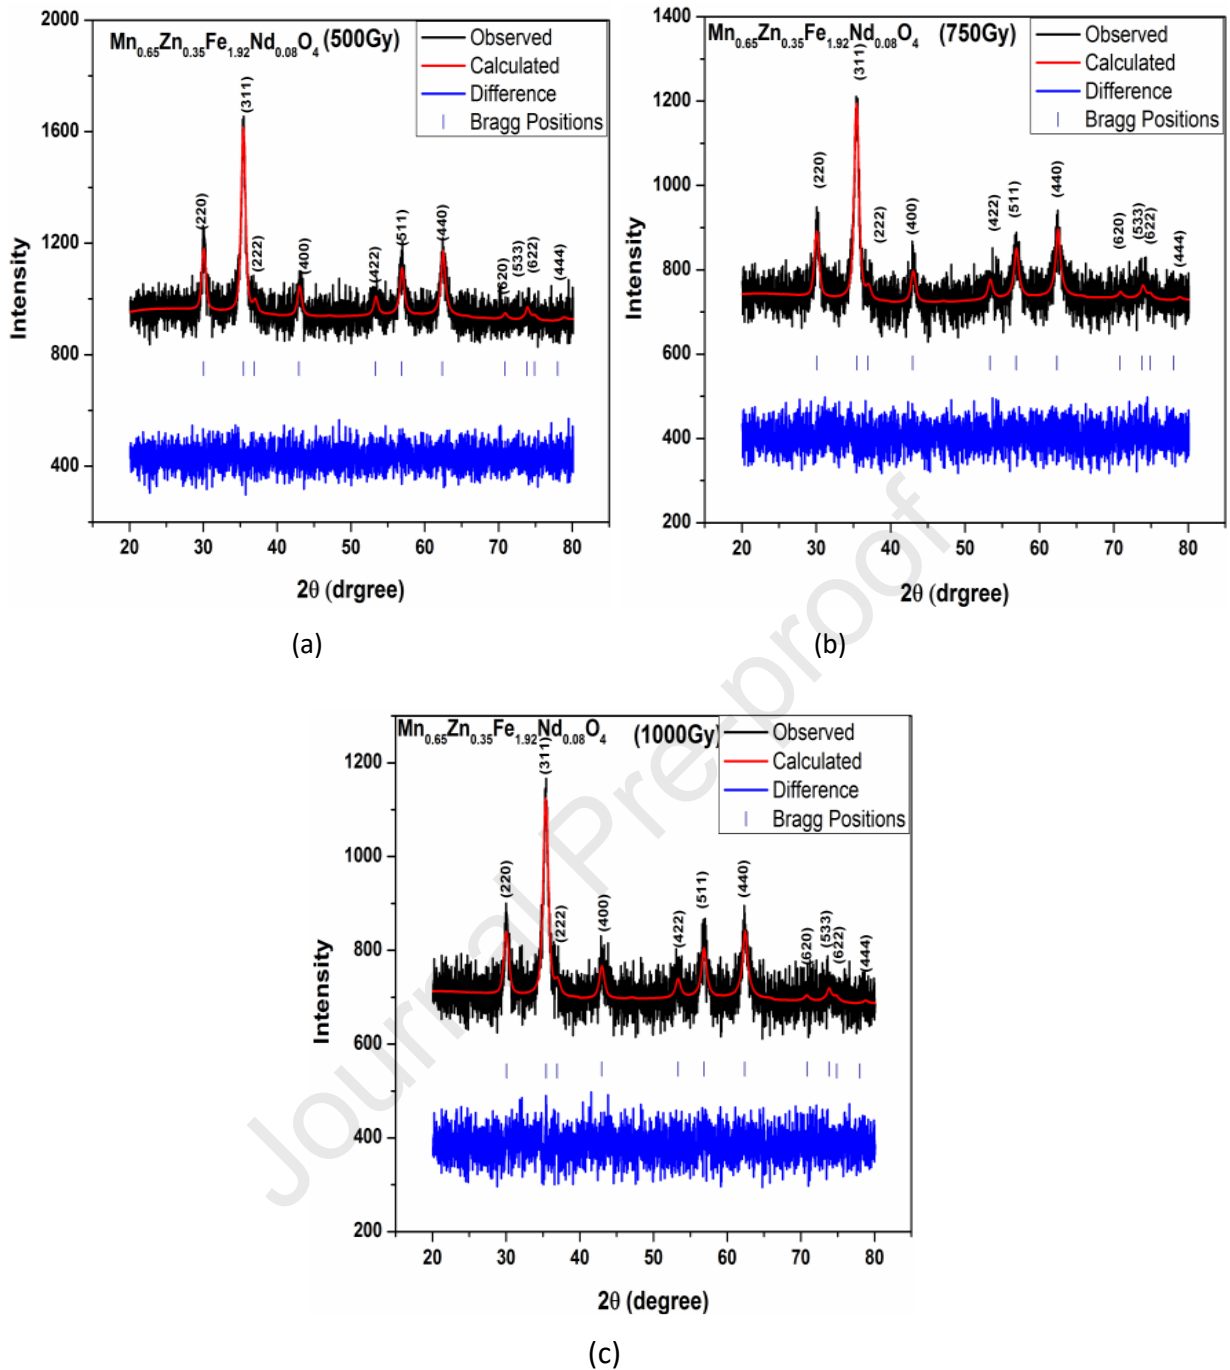 Mn0.65Zn0.35Fe1.92Nd0.08O4 (500Gy)
Observed
Calculated
Difference
Bragg Positions
(220)
(311)
(222)
(400)
(422)
(511)
(440)
(620)
(533)
(622)
(444)
2000
1600
1200
800
400
Intensity
20 30 40 50 60 70 80
2θ (drgree)
(a)
Mn0.65Zn0.35Fe1.92Nd0.08O4 (750Gy)
Observed
Calculated
Difference
Bragg Positions
(220)
(311)
(222)
(400)
(422)
(511)
(440)
(620)
(533)
(622)
(444)
1400
1200
1000
800
600
400
200
Intensity
20 30 40 50 60 70 80
2θ (drgree)
(b)
Mn0.65Zn0.35Fe1.92Nd0.08O4 (1000Gy)
Observed
Calculated
Difference
Bragg Positions
(220)
(311)
(222)
(400)
(422)
(511)
(440)
(620)
(533)
(622)
(444)
1200
1000
800
600
400
200
Intensity
20 30 40 50 60 70 80
2θ (degree)
(c)
Journal Pre-proof